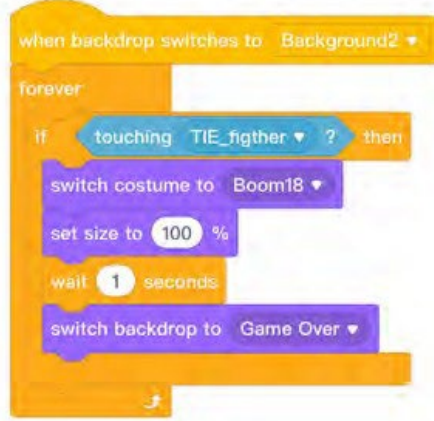 when backdrop switches to Background2
forever
if touching TIE_figther ? then
switch costume to Boom18
set size to 100 %
wait 1 seconds
switch backdrop to Game Over